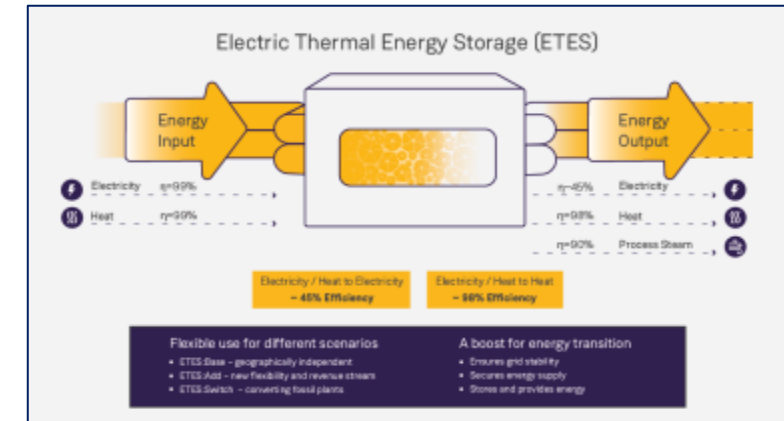 Electric Thermal Energy Storage (ETES)
Energy
Input
Energy
Output
Electricity η=99%
Heat η=99%
η~45% Electricity
η=98% Heat
η=90% Process Steam
Electricity / Heat to Electricity
~ 45% Efficiency
Electricity / Heat to Heat
~ 98% Efficiency
Flexible use for different scenarios
• ETES:Base – geographically independent
• ETES:Add – new flexibility and revenue stream
• ETES:Switch – converting fossil plants
A boost for energy transition
• Ensures grid stability
• Secures energy supply
• Stores and provides energy